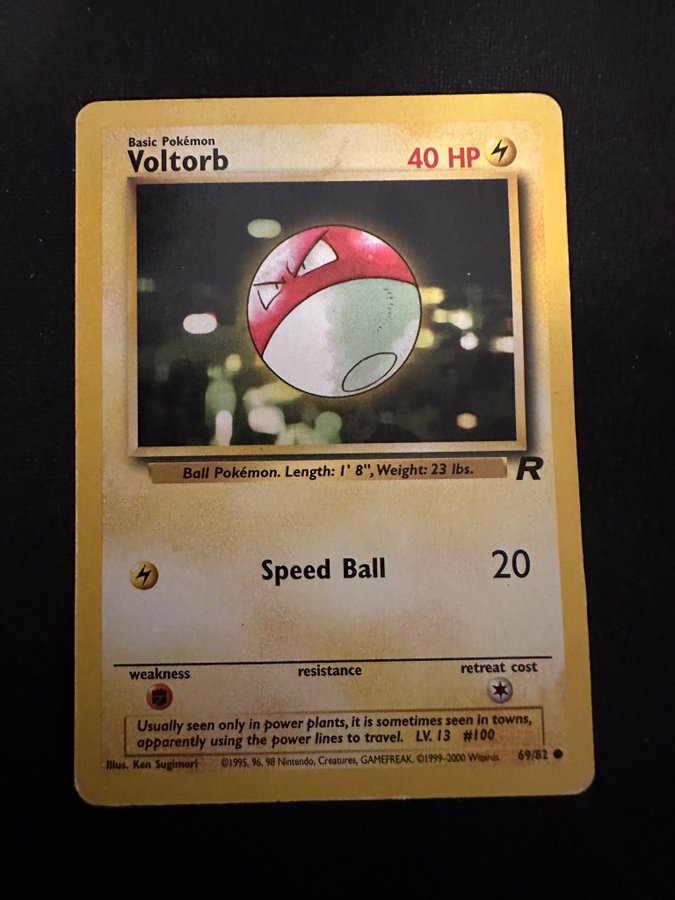 Basic Pokémon
Voltorb
40 HP
Ball Pokémon. Length: 1' 8", Weight: 23 lbs.
R
Speed Ball
20
weakness
resistance
retreat cost
Usually seen only in power plants, it is sometimes seen in towns,
apparently using the power lines to travel. LV. 13 #100
Illus. Ken Sugimori
©1995, 96, 98 Nintendo, Creatures, GAMEFREAK. ©1999-2000 Wizards.
69/82